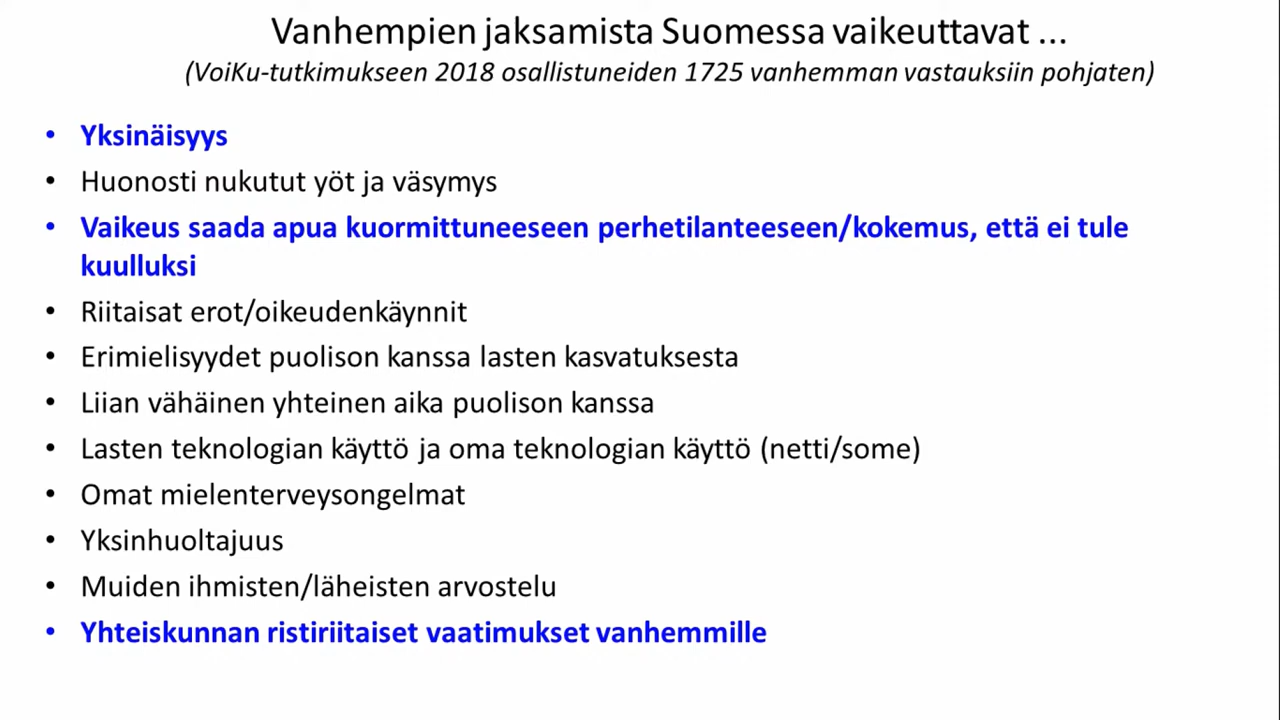 Vanhempien jaksamista Suomessa vaikeuttavat ...
(VoiKu-tutkimukseen 2018 osallistuneiden 1725 vanhemman vastauksiin pohjaten)
• Yksinäisyys
• Huonosti nukutut yöt ja väsymys
• Vaikeus saada apua kuormittuneeseen perhetilanteeseen/kokemus, että ei tule
kuulluksi
• Riitaisat erot/oikeudenkäynnit
• Erimielisyydet puolison kanssa lasten kasvatuksesta
• Liian vähäinen yhteinen aika puolison kanssa
• Lasten teknologian käyttö ja oma teknologian käyttö (netti/some)
• Omat mielenterveysongelmat
• Yksinhuoltajuus
• Muiden ihmisten/läheisten arvostelu
• Yhteiskunnan ristiriitaiset vaatimukset vanhemmille